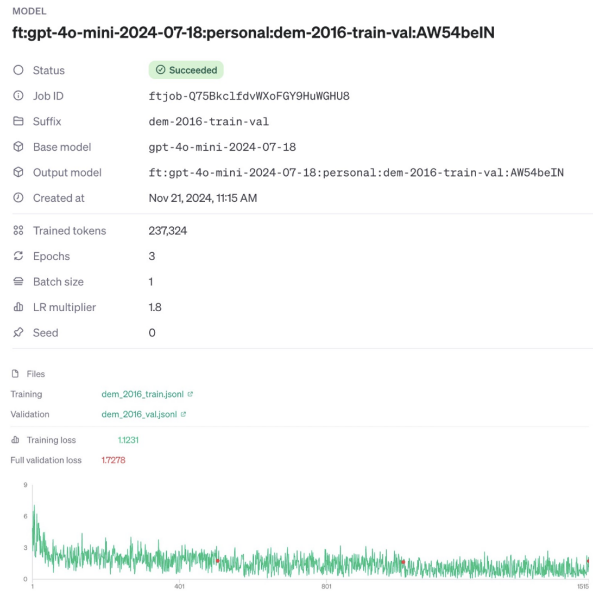 MODEL
ft:gpt-4o-mini-2024-07-18:personal:dem-2016-train-val:AW54beIN
Status Succeeded
Job ID ftjob-Q75BkclfdvWXoFGY9HuWGHU8
Suffix dem-2016-train-val
Base model gpt-4o-mini-2024-07-18
Output model ft:gpt-4o-mini-2024-07-18:personal:dem-2016-train-val:AW54beIN
Created at Nov 21, 2024, 11:15 AM
Trained tokens 237,324
Epochs 3
Batch size 1
LR multiplier 1.8
Seed 0
Files
Training dem_2016_train.jsonl
Validation dem_2016_val.jsonl
Training loss 1.1231
Full validation loss 1.7278
9
6
3
0
1 401 801 1515